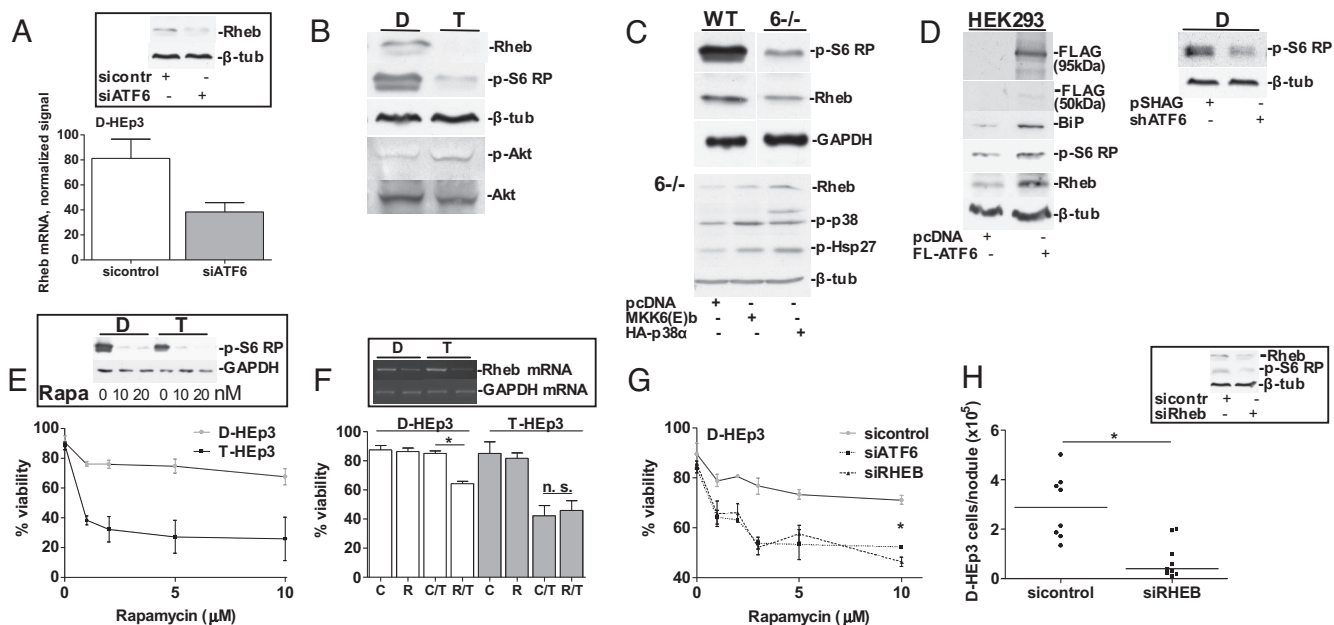 A
-Rheb
-β-tub
sicontr + -
siATF6 - +
D-HEp3
Rheb mRNA, normalized signal
100
80
60
40
20
0
sicontrol siATF6
B
D T
-Rheb
-p-S6 RP
-β-tub
-p-Akt
-Akt
C
WT 6-/-
-p-S6 RP
-Rheb
-GAPDH
6-/-
-Rheb
-p-p38
-p-Hsp27
-β-tub
pcDNA + - -
MKK6(E)b - + -
HA-p38α - - +
D
HEK293
-FLAG
(95kDa)
-FLAG
(50kDa)
-BiP
-p-S6 RP
-Rheb
-β-tub
pcDNA + -
FL-ATF6 - +
D
-p-S6 RP
-β-tub
pSHAG + -
shATF6 - +
E
D T
-p-S6 RP
-GAPDH
Rapa 0 10 20 0 10 20 nM
D-HEp3
T-HEp3
% viability
100
80
60
40
20
0
0 5 10
Rapamycin (μM)
F
D T
-Rheb mRNA
-GAPDH mRNA
D-HEp3 T-HEp3
*
n. s.
% viability
100
80
60
40
20
0
C R C/T R/T C R C/T R/T
G
D-HEp3
sicontrol
siATF6
siRHEB
*
% viability
100
80
60
40
0 5 10
Rapamycin (μM)
H
-Rheb
-p-S6 RP
-β-tub
sicontr + -
siRheb - +
*
D-HEp3 cells/nodule (x10⁵)
6
4
2
0
sicontrol siRHEB